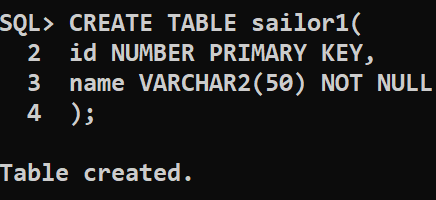 SQL> CREATE TABLE sailor1(
2 id NUMBER PRIMARY KEY,
3 name VARCHAR2(50) NOT NULL
4 );
Table created.